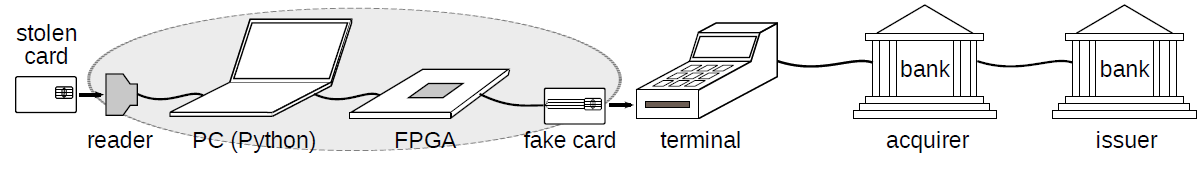 stolen
card
reader
PC (Python)
FPGA
fake card
terminal
bank
acquirer
bank
issuer